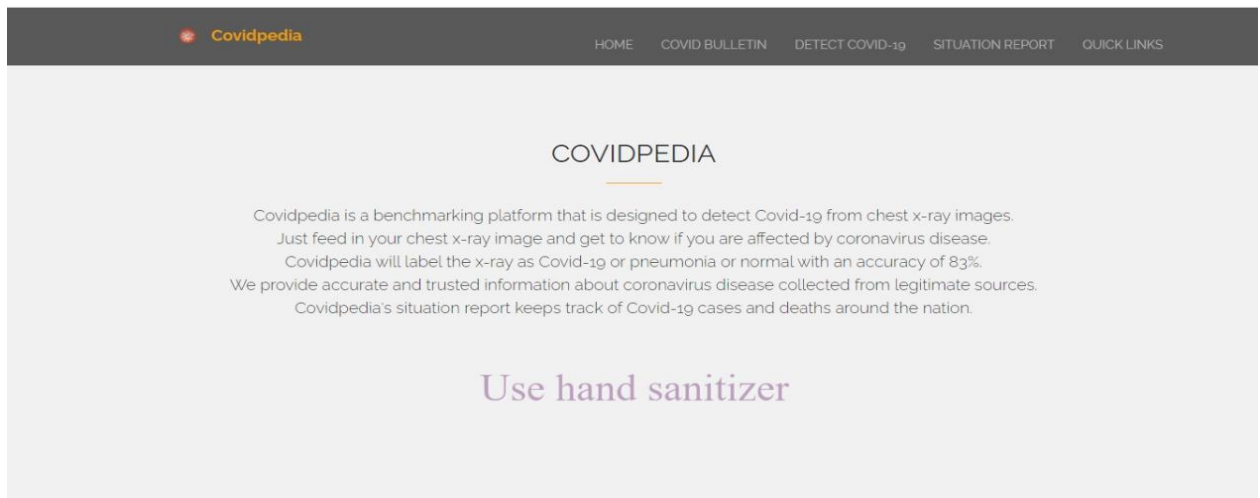 Covidpedia
HOME COVID BULLETIN DETECT COVID-19 SITUATION REPORT QUICK LINKS
COVIDPEDIA
Covidpedia is a benchmarking platform that is designed to detect Covid-19 from chest x-ray images.
Just feed in your chest x-ray image and get to know if you are affected by coronavirus disease.
Covidpedia will label the x-ray as Covid-19 or pneumonia or normal with an accuracy of 83%.
We provide accurate and trusted information about coronavirus disease collected from legitimate sources.
Covidpedia's situation report keeps track of Covid-19 cases and deaths around the nation.
Use hand sanitizer